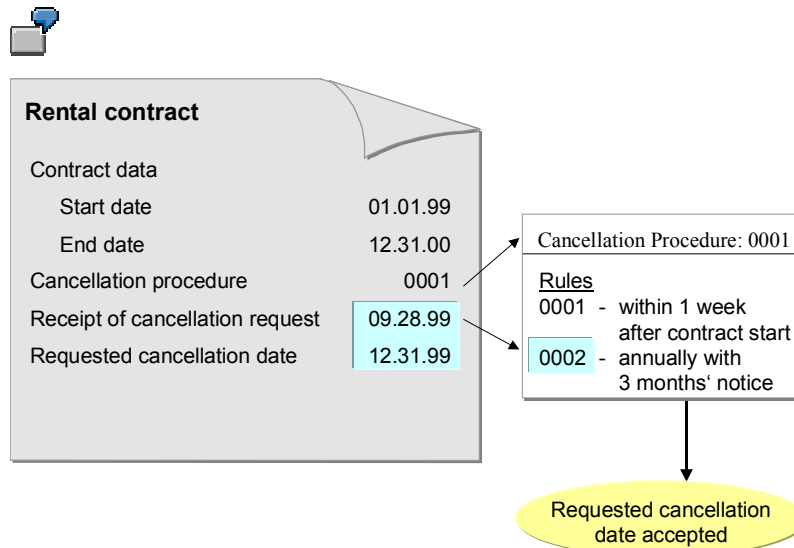 Rental contract
Contract data
Start date 01.01.99
End date 12.31.00
Cancellation procedure 0001
Receipt of cancellation request 09.28.99
Requested cancellation date 12.31.99
Cancellation Procedure: 0001
Rules
0001 - within 1 week
after contract start
0002 - annually with
3 months‘ notice
Requested cancellation
date accepted